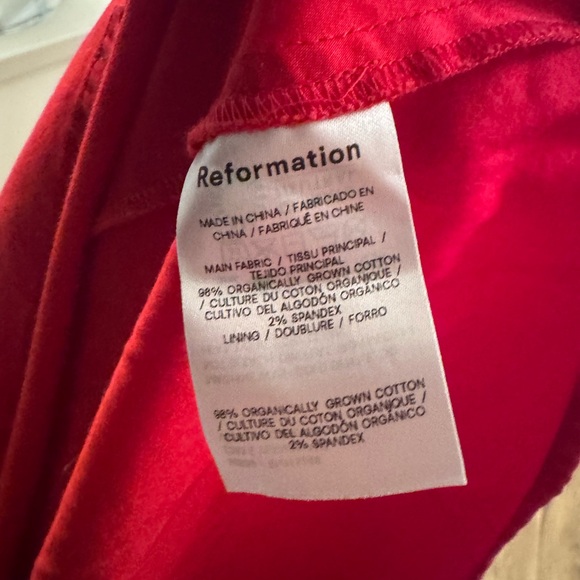 Reformation
MADE IN CHINA / FABRICADO EN
CHINA / FABRIQUÉ EN CHINE
MAIN FABRIC / TISSU PRINCIPAL /
TEJIDO PRINCIPAL
98% ORGANICALLY GROWN COTTON
/ CULTURE DU COTON ORGANIQUE /
CULTIVO DEL ALGODÓN ORGÁNICO
2% SPANDEX
LINING / DOUBLURE / FORRO
98% ORGANICALLY GROWN COTTON
/ CULTURE DU COTON ORGANIQUE /
CULTIVO DEL ALGODÓN ORGÁNICO
2% SPANDEX